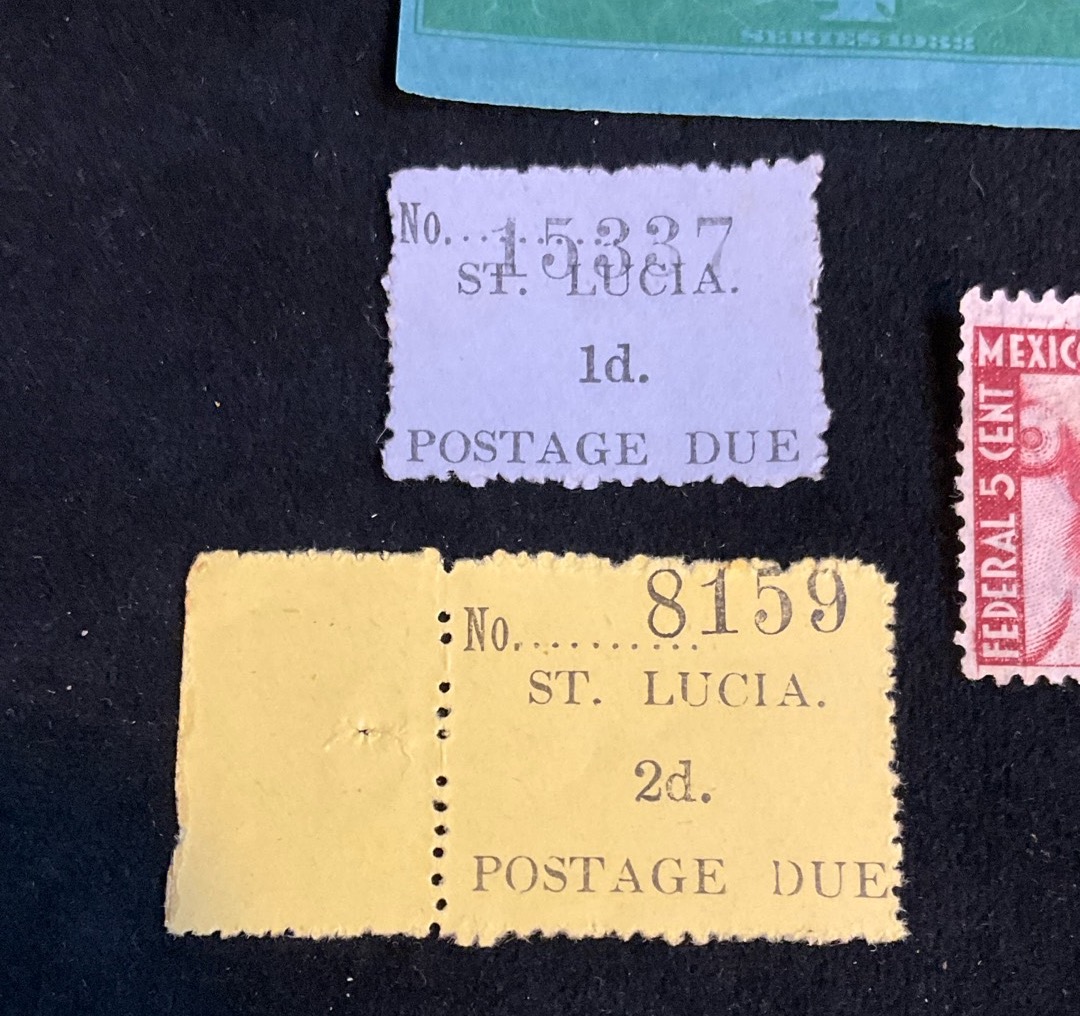 SERIES 1933
No. 15337
ST. LUCIA.
1d.
POSTAGE DUE
MEXICO
FEDERAL 5 CENT
No. 8159
ST. LUCIA.
2d.
POSTAGE DUE